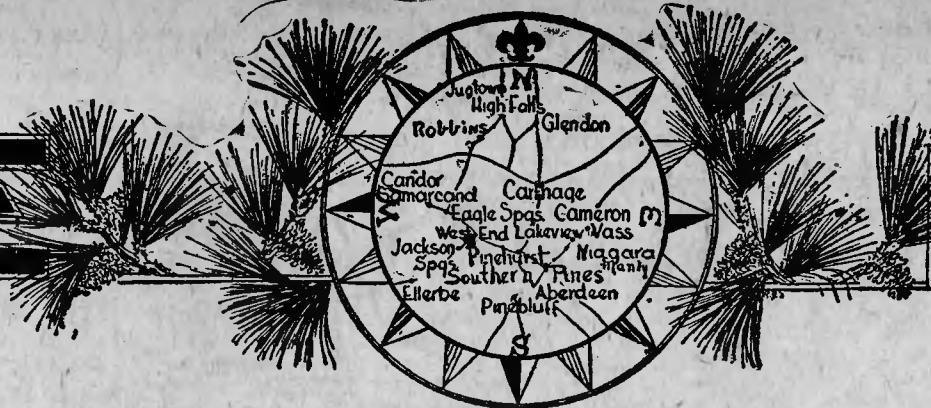 N
Jugtown
High Falls
Robbins Glendon
Candor Carthage
Samarcand
W Eagle Spgs. Cameron E
West End Lakeview Vass
Jackson Pinehurst Niagara
Spgs. Manly
Southern Pines
Ellerbe Aberdeen
Pinebluff
S